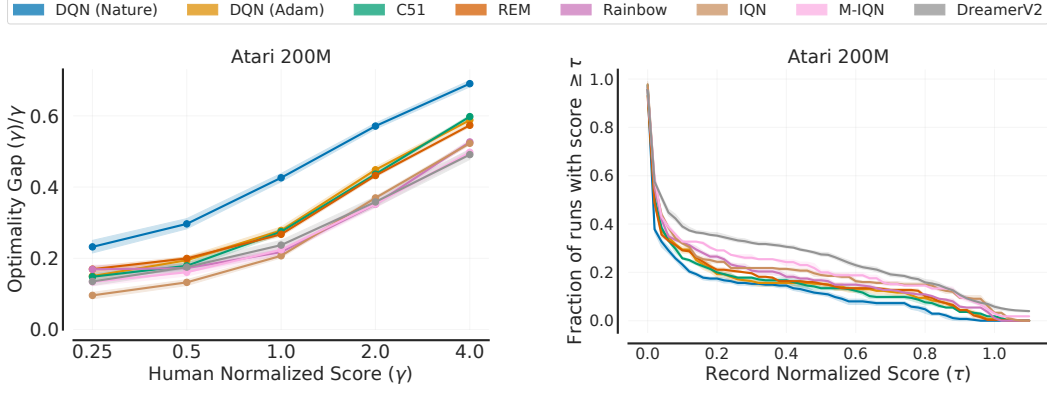 DQN (Nature) DQN (Adam) C51 REM Rainbow IQN M-IQN DreamerV2
Atari 200M
Optimality Gap (γ)/γ
0.6
0.4
0.2
0.0
0.25 0.5 1.0 2.0 4.0
Human Normalized Score (γ)
Atari 200M
Fraction of runs with score ≥ τ
1.0
0.8
0.6
0.4
0.2
0.0
0.0 0.2 0.4 0.6 0.8 1.0
Record Normalized Score (τ)